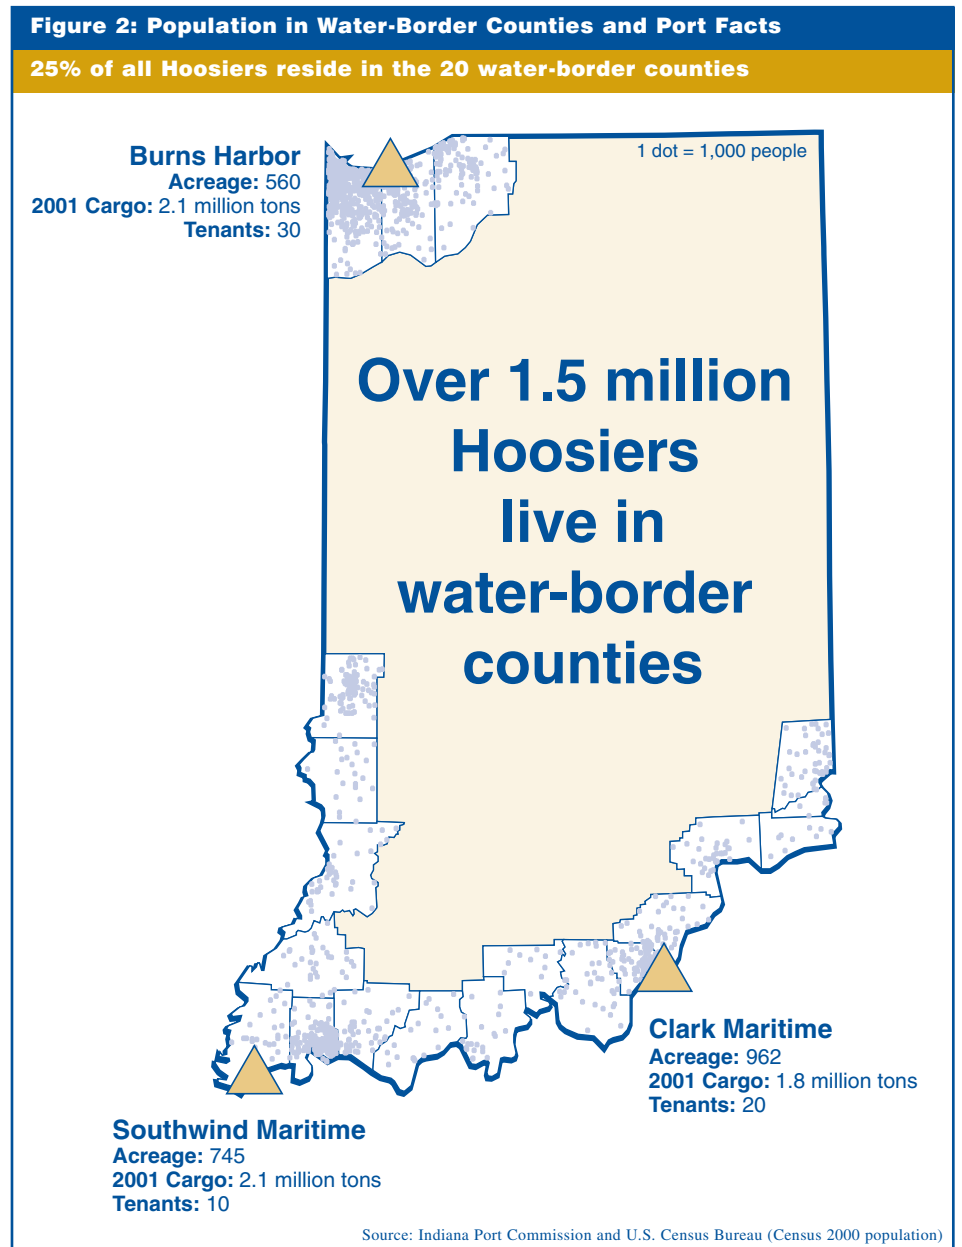 Figure 2: Population in Water-Border Counties and Port Facts
25% of all Hoosiers reside in the 20 water-border counties
1 dot = 1,000 people
Burns Harbor
Acreage: 560
2001 Cargo: 2.1 million tons
Tenants: 30
Over 1.5 million
Hoosiers
live in
water-border
counties
Clark Maritime
Acreage: 962
2001 Cargo: 1.8 million tons
Tenants: 20
Southwind Maritime
Acreage: 745
2001 Cargo: 2.1 million tons
Tenants: 10
Source: Indiana Port Commission and U.S. Census Bureau (Census 2000 population)